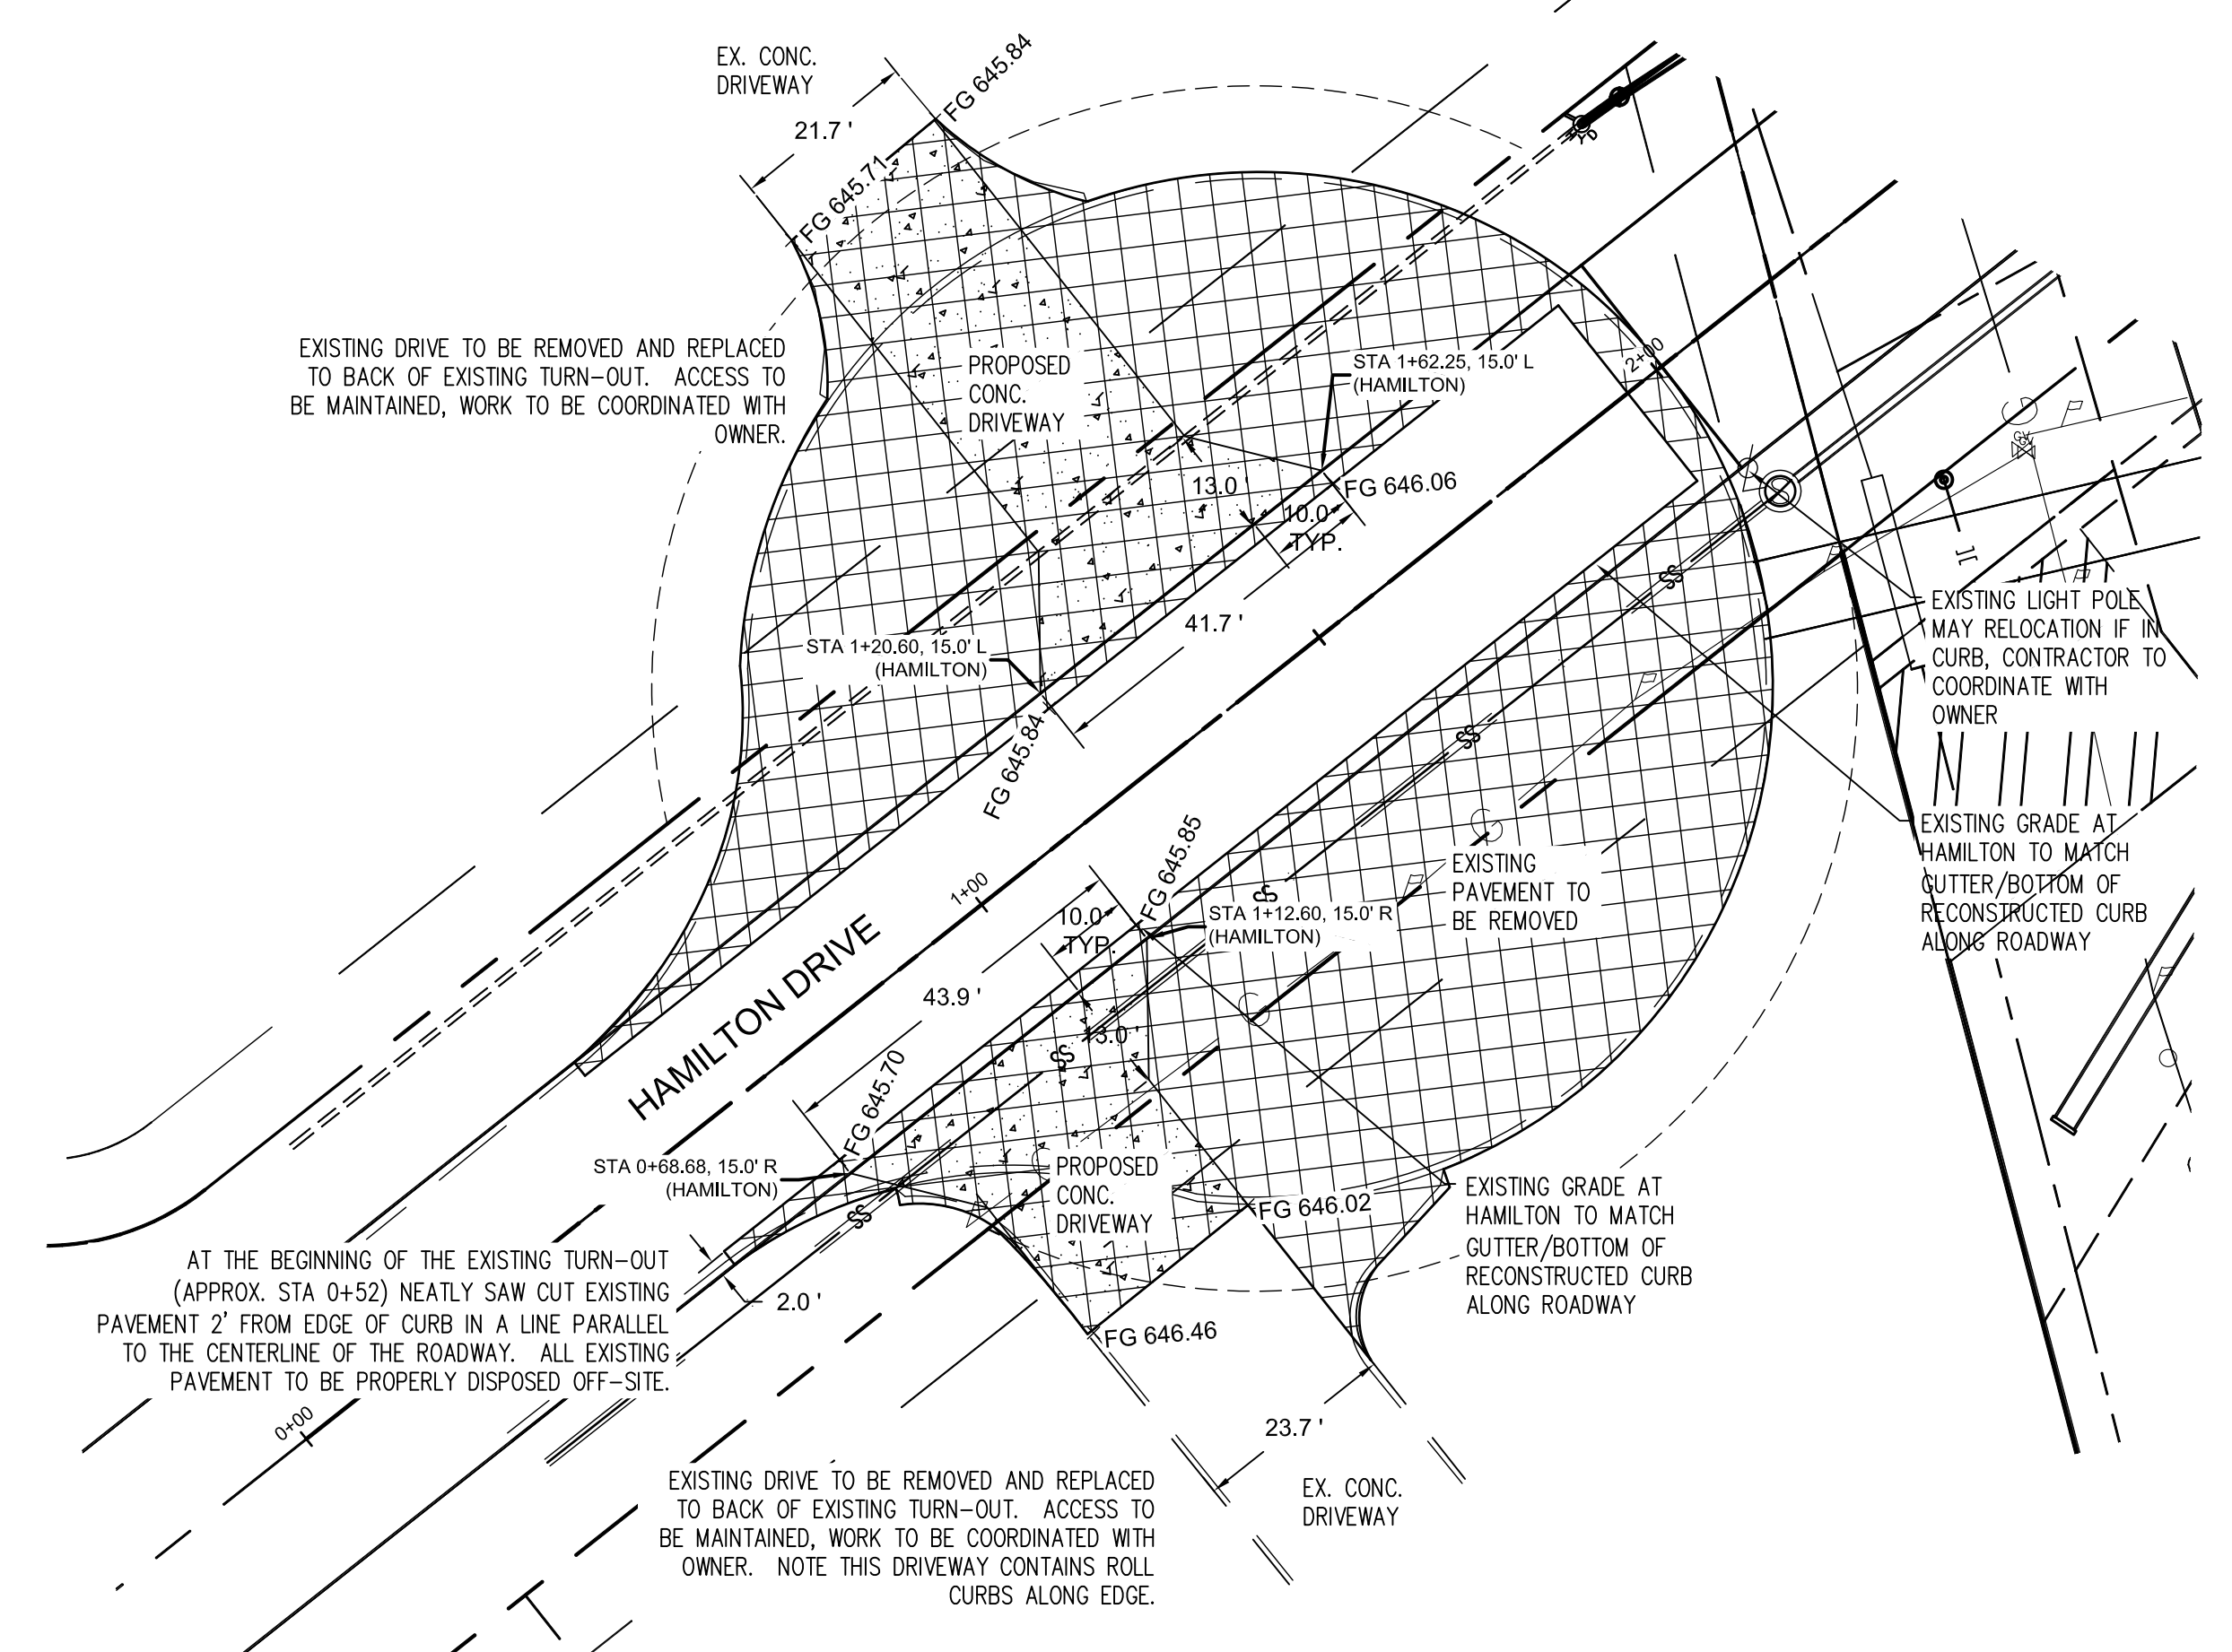 EX. CONC.
DRIVEWAY
FG 645.84
21.7 '
FG 645.71
HYD
EXISTING DRIVE TO BE REMOVED AND REPLACED
TO BACK OF EXISTING TURN-OUT. ACCESS TO
BE MAINTAINED, WORK TO BE COORDINATED WITH
OWNER.
PROPOSED
CONC.
DRIVEWAY
STA 1+62.25, 15.0' L
(HAMILTON)
2+00
13.0 '
FG 646.06
10.0 '
TYP.
GV
41.7 '
SS
STA 1+20.60, 15.0' L
(HAMILTON)
FG 645.84
EXISTING LIGHT POLE
MAY RELOCATION IF IN
CURB, CONTRACTOR TO
COORDINATE WITH
OWNER
SS
EXISTING GRADE AT
HAMILTON TO MATCH
GUTTER/BOTTOM OF
RECONSTRUCTED CURB
ALONG ROADWAY
EXISTING
PAVEMENT TO
BE REMOVED
FG 645.85
1+00
SS
10.0 '
TYP.
STA 1+12.60, 15.0' R
(HAMILTON)
HAMILTON DRIVE
43.9 '
13.0 '
SS
FG 645.70
STA 0+68.68, 15.0' R
(HAMILTON)
PROPOSED
CONC.
DRIVEWAY
FG 646.02
SS
EXISTING GRADE AT
HAMILTON TO MATCH
GUTTER/BOTTOM OF
RECONSTRUCTED CURB
ALONG ROADWAY
AT THE BEGINNING OF THE EXISTING TURN-OUT
(APPROX. STA 0+52) NEATLY SAW CUT EXISTING
PAVEMENT 2' FROM EDGE OF CURB IN A LINE PARALLEL
TO THE CENTERLINE OF THE ROADWAY. ALL EXISTING
PAVEMENT TO BE PROPERLY DISPOSED OFF-SITE.
2.0 '
FG 646.46
0+00
23.7 '
EXISTING DRIVE TO BE REMOVED AND REPLACED
TO BACK OF EXISTING TURN-OUT. ACCESS TO
BE MAINTAINED, WORK TO BE COORDINATED WITH
OWNER. NOTE THIS DRIVEWAY CONTAINS ROLL
CURBS ALONG EDGE.
EX. CONC.
DRIVEWAY